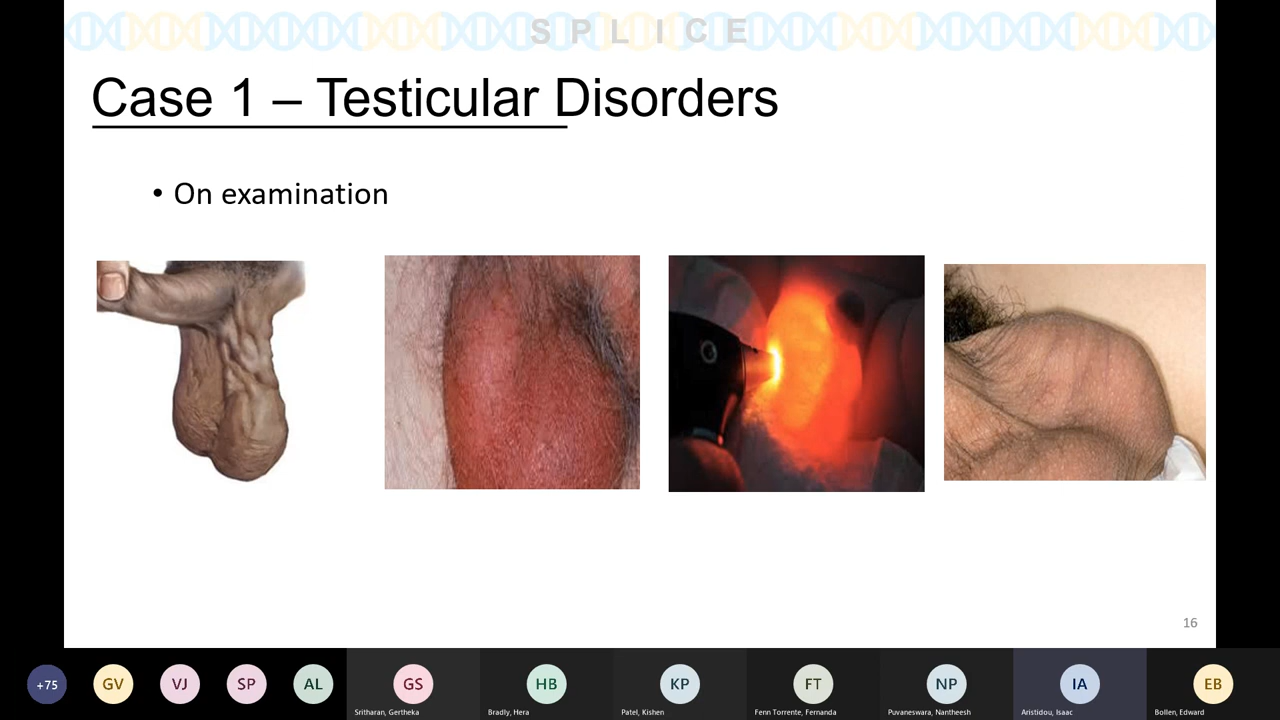 S P L I C E
Case 1 – Testicular Disorders
• On examination
16
+75
GV
VJ
SP
AL
GS
HB
KP
FT
NP
IA
EB
Sritharan, Gertheka
Bradly, Hera
Patel, Kishen
Fenn Torrente, Fernanda
Puvaneswara, Nantheesh
Aristidou, Isaac
Bollen, Edward